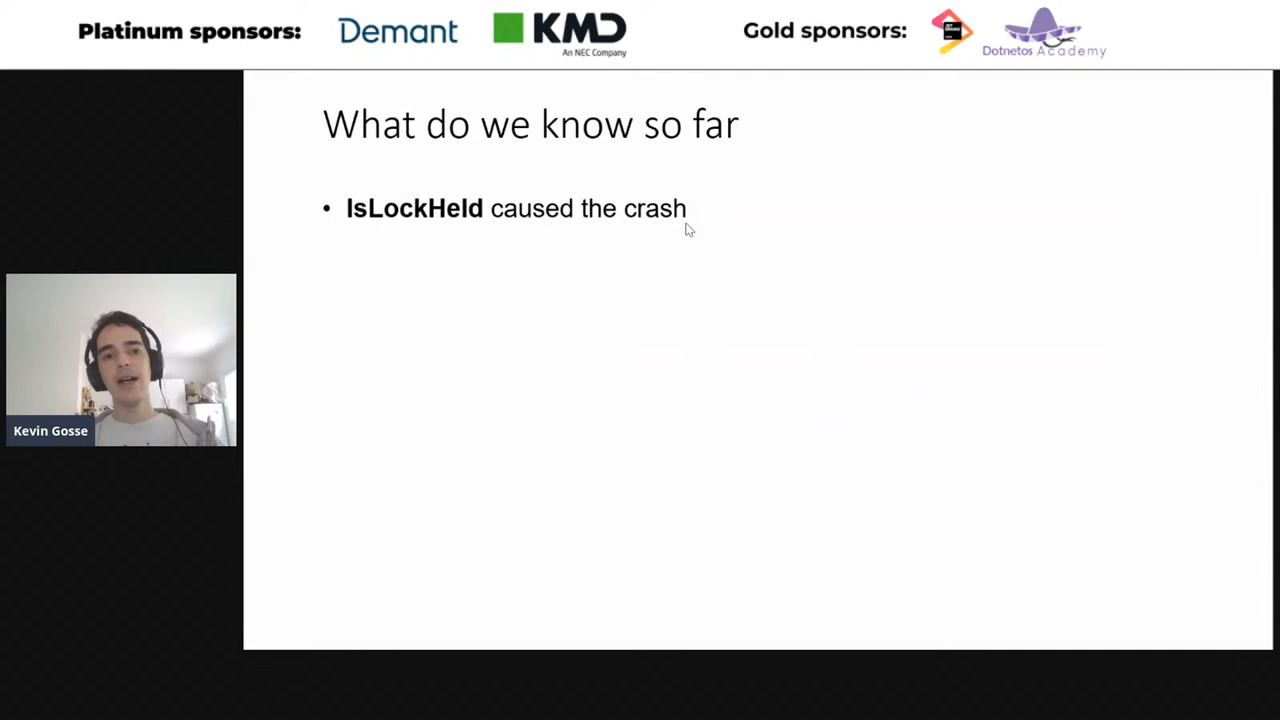 Platinum sponsors:
Demant
KMD
An NEC Company
Gold sponsors:
Dotnetos Academy
What do we know so far
• IsLockHeld caused the crash
Kevin Gosse